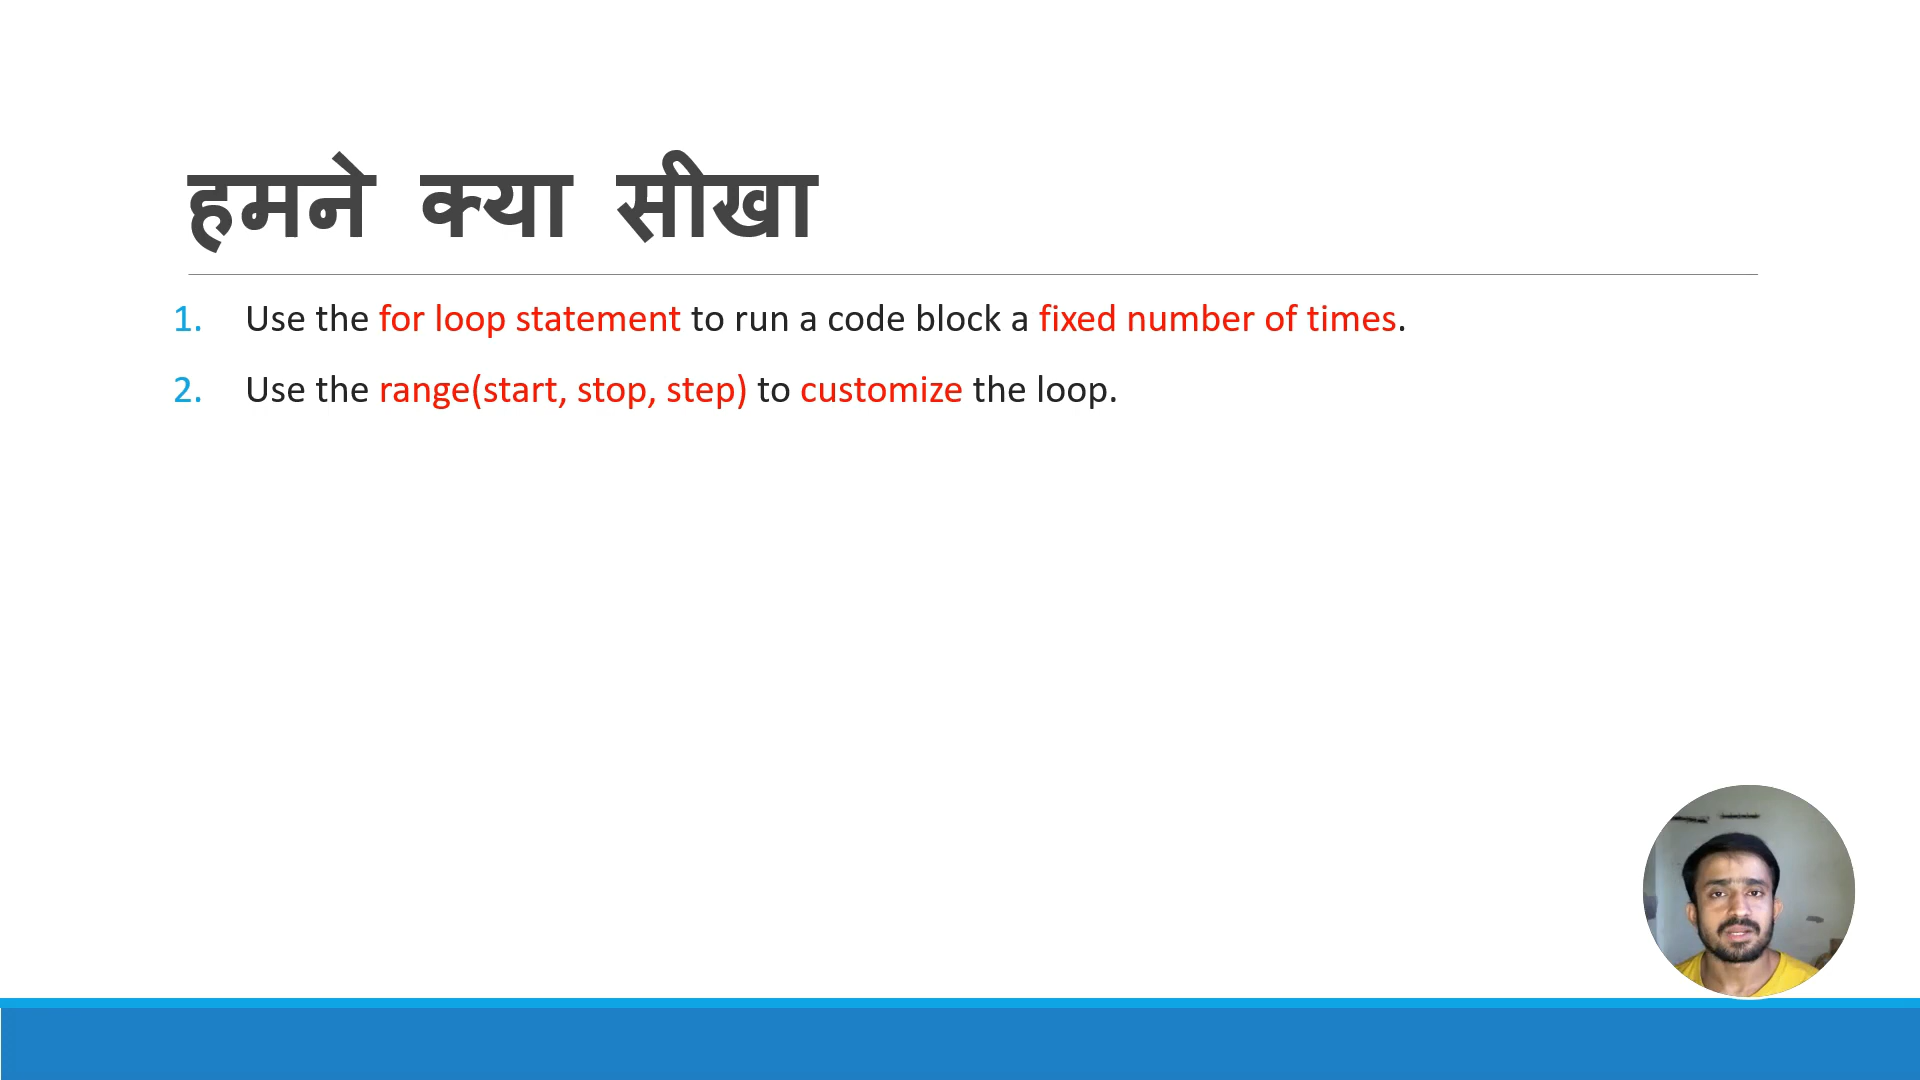 हमने क्या सीखा
1. Use the for loop statement to run a code block a fixed number of times.
2. Use the range(start, stop, step) to customize the loop.